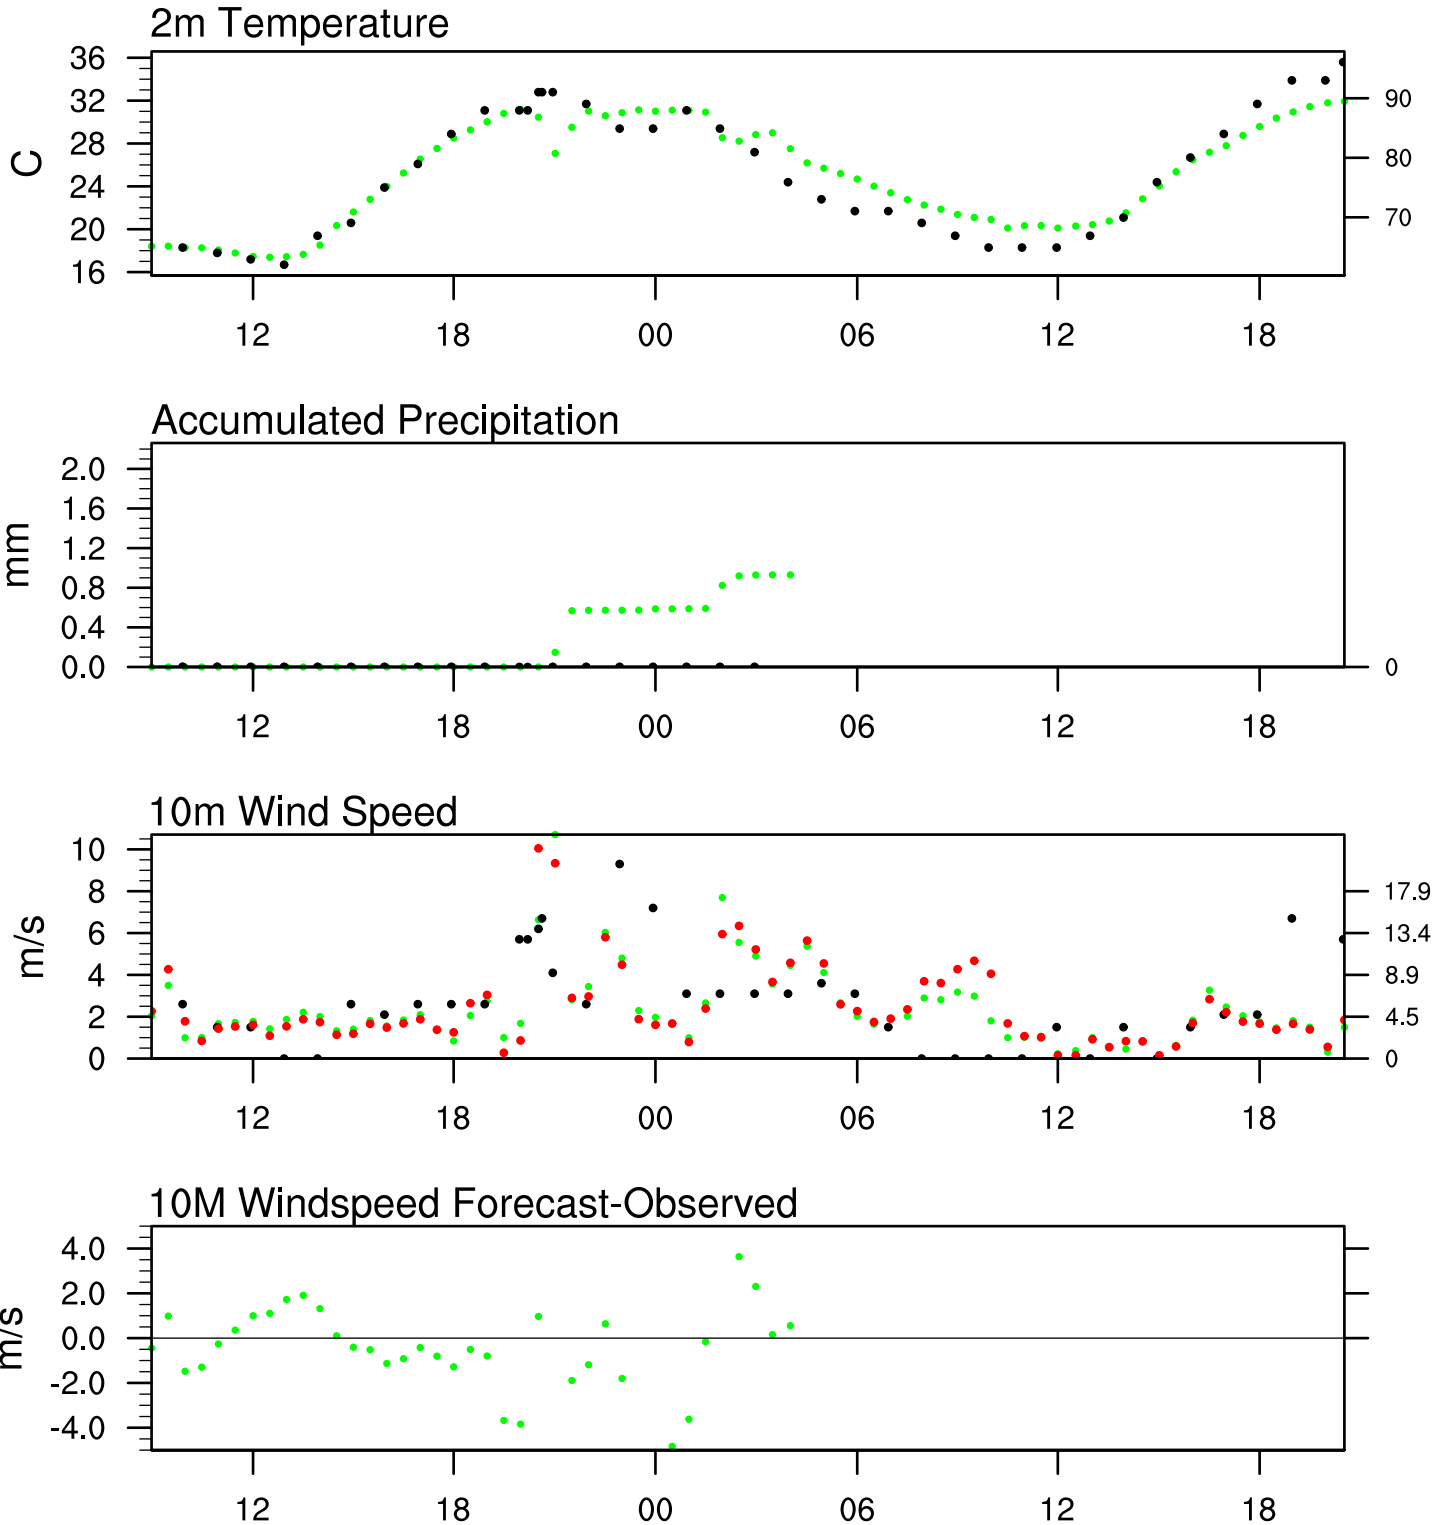 2m Temperature
36
32
28
24
20
16
C
90
80
70
12 18 00 06 12 18
Accumulated Precipitation
2.0
1.6
1.2
0.8
0.4
0.0
mm
0
12 18 00 06 12 18
10m Wind Speed
10
8
6
4
2
0
m/s
17.9
13.4
8.9
4.5
0
12 18 00 06 12 18
10M Windspeed Forecast-Observed
4.0
2.0
0.0
-2.0
-4.0
m/s
12 18 00 06 12 18